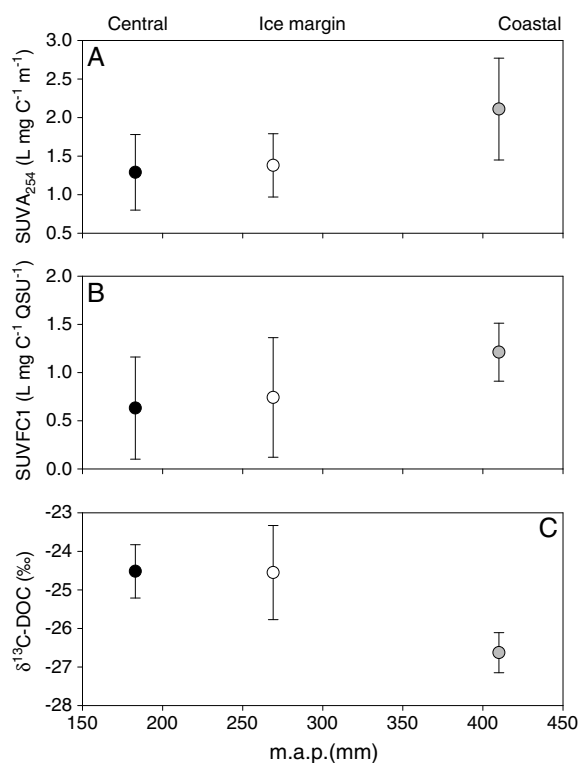 Central Ice margin Coastal
A
SUVA₂₅₄ (L mg C⁻¹ m⁻¹)
3.0
2.5
2.0
1.5
1.0
0.5
B
SUVFC1 (L mg C⁻¹ QSU⁻¹)
2.0
1.5
1.0
0.5
0.0
C
δ¹³C-DOC (‰)
-23
-24
-25
-26
-27
-28
150 200 250 300 350 400 450
m.a.p.(mm)